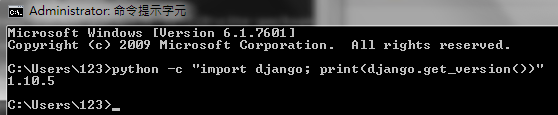 Administrator: 命令提示字元
Microsoft Windows [Version 6.1.7601]
Copyright (c) 2009 Microsoft Corporation.  All rights reserved.
C:\Users\123>python -c "import django; print(django.get_version())"
1.10.5
C:\Users\123>_